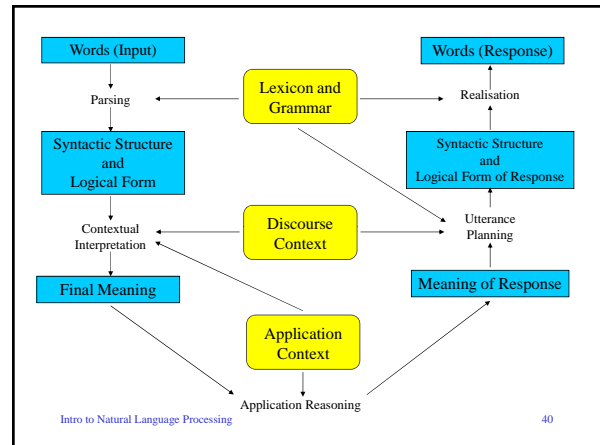 Words (Input)
Words (Response)
Parsing
Lexicon and
Grammar
Realisation
Syntactic Structure
and
Logical Form
Syntactic Structure
and
Logical Form of Response
Contextual
Interpretation
Discourse
Context
Utterance
Planning
Final Meaning
Meaning of Response
Application
Context
Application Reasoning
Intro to Natural Language Processing
40